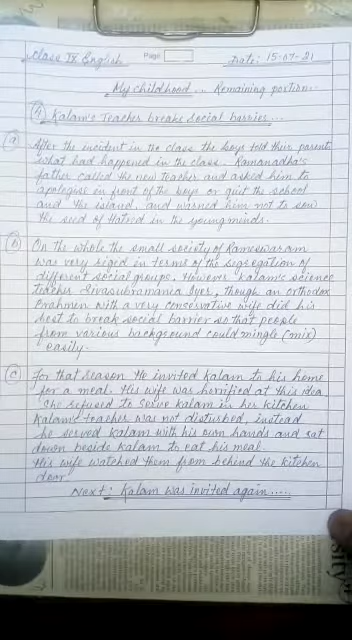 Class IX English Page Date: 15-07-21
My childhood... Remaining portion.
Kalam's Teacher breaks social barries...
a After the incident in the class the boys told their parents
what had happened in the class. Ramanadha's
father called the new teacher and asked him to
apologise in front of the boys or quit the school
and the island, and warned him not to sow
the seed of Hatred in the young minds.
b On the whole the small society of Rameswaram
was very riged in terms of the segregation of
different social groups. However kalam's science
teacher Sivasubramania Iyer, though an orthodox
Brahmen with a very conservative wife did his
best to break social barrier so that people
from various background could mingle (mix)
easily.
c For that reason He invited Kalam to his home
for a meal. His wife was horrified at this idea
She refused to serve kalam in her kitchen
Kalam's teacher was not disturbed, instead
he served Kalam with his own hands and sat
down beside Kalam to eat his meal.
His wife watched them from behind the kitchen
door.
Next: Kalam was invited again.....